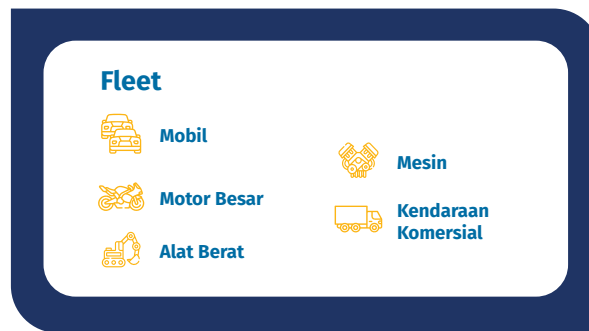 Fleet
Mobil
Motor Besar
Alat Berat
Mesin
Kendaraan
Komersial